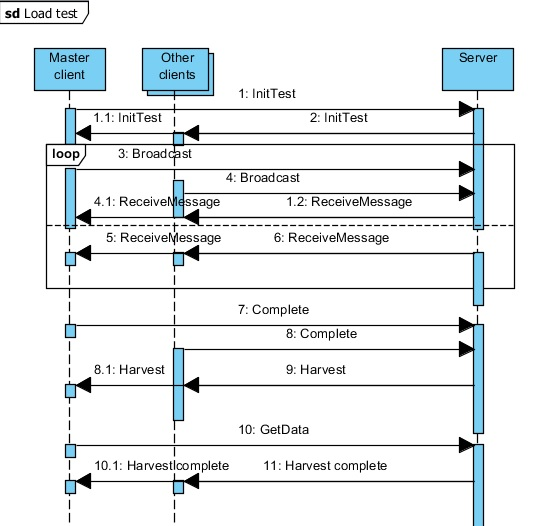 sd Load test
Master
client
Other
clients
Server
1: InitTest
1.1: InitTest
2: InitTest
loop
3: Broadcast
4: Broadcast
4.1: ReceiveMessage
1.2: ReceiveMessage
5: ReceiveMessage
6: ReceiveMessage
7: Complete
8: Complete
8.1: Harvest
9: Harvest
10: GetData
10.1: Harvest complete
11: Harvest complete